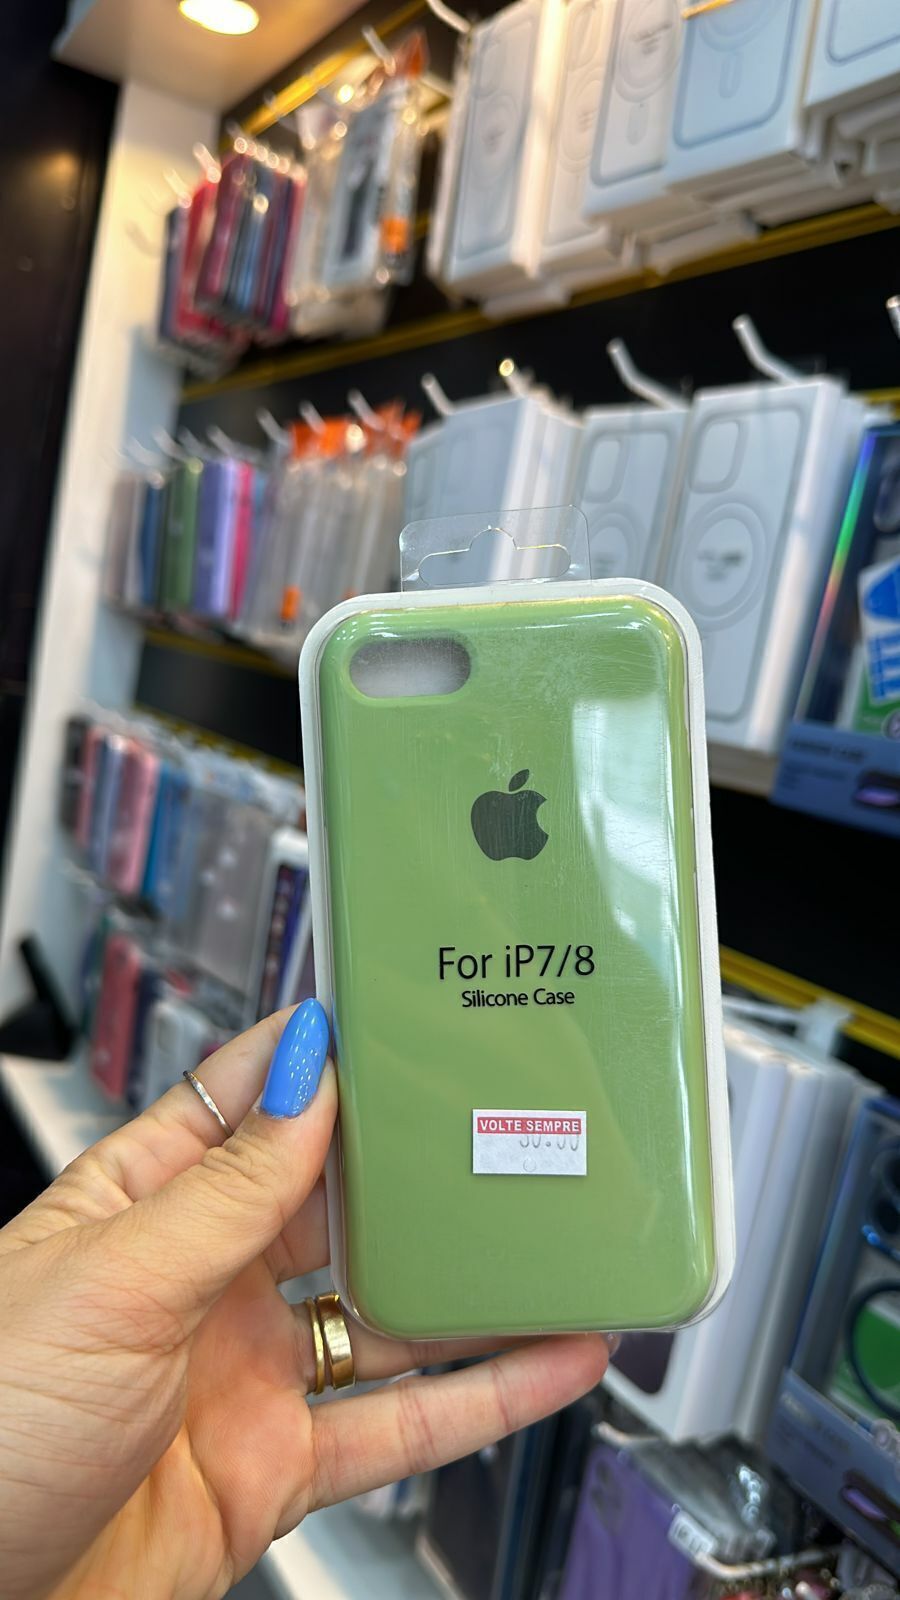 For iP7/8
Silicone Case
VOLTE SEMPRE